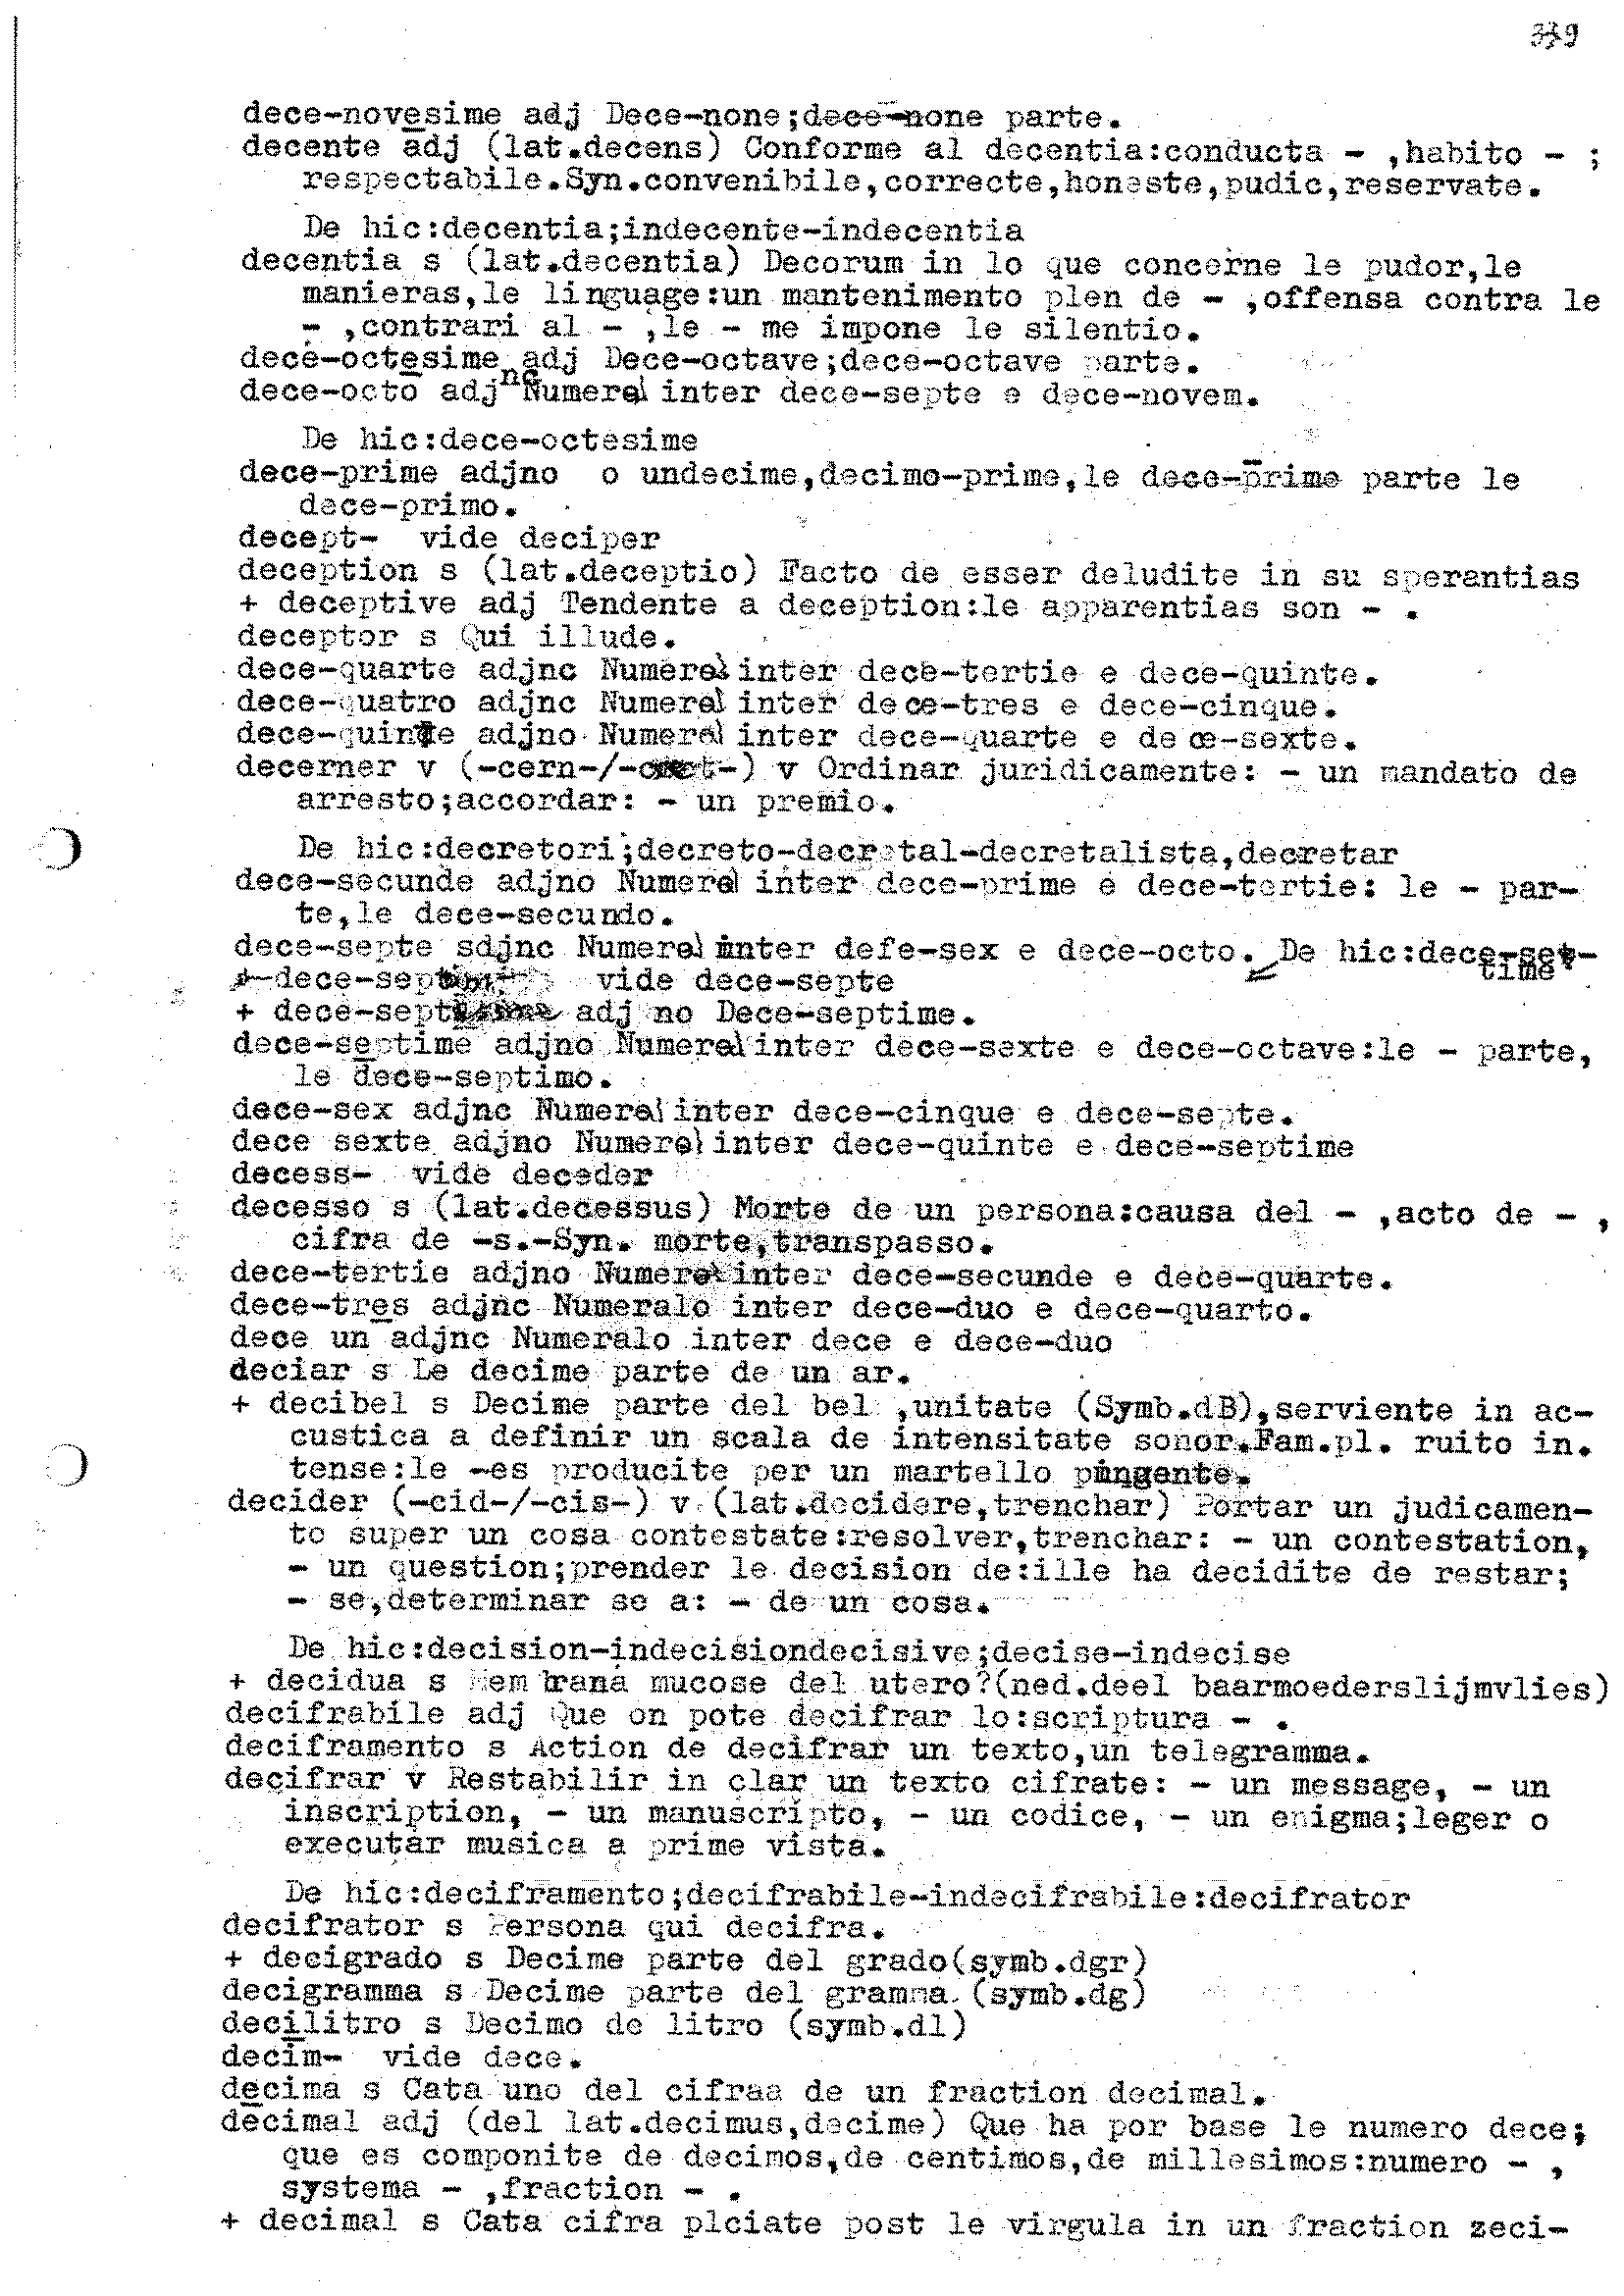 339
dece-novesime adj Dece-none;dece-none parte.
decente adj (lat.decens) Conforme al decentia:conducta - ,habito - ;
respectabile.Syn.convenibile,correcte,honeste,pudic,reservate.
De hic:decentia;indecente-indecentia
decentia s (lat.decentia) Decorum in lo que concerne le pudor,le
manieras,le linguage:un mantenimento plen de - ,offensa contra le
- ,contrari al - ,le - me impone le silentio.
dece-octesime adj Dece-octave;dece-octave parte.
dece-octo adj nc Numeral inter dece-septe e dece-novem.
De hic:dece-octesime
dece-prime adjno o undecime,decimo-prime,le dece-prime parte le
dece-primo.
decept- vide deciper
deception s (lat.deceptio) Facto de esser deludite in su sperantias
+ deceptive adj Tendente a deception:le apparentias son - .
deceptor s Qui illude.
dece-quarte adjnc Numeral inter dece-tertie e dece-quinte.
dece-quatro adjnc Numeral inter dece-tres e dece-cinque.
dece-quinte adjno Numeral inter dece-quarte e dece-sexte.
decerner v (-cern-/ ) v Ordinar juridicamente: - un mandato de
arresto;accordar: - un premio.
De hic:decretori;decreto-decretal-decretalista,decretar
dece-secunde adjno Numeral inter dece-prime e dece-tertie: le - par-
te,le dece-secundo.
dece-septe sdjnc Numeral inter defe-sex e dece-octo. De hic:dece-sep-
time
vide dece-septe
+ adj no Dece-septime.
dece-septime adjno Numeral inter dece-sexte e dece-octave:le - parte,
le dece-septimo.
dece-sex adjnc Numeral inter dece-cinque e dece-septe.
dece sexte adjno Numeral inter dece-quinte e dece-septime
decess- vide deceder
decesso s (lat.decessus) Morte de un persona:causa del - ,acto de - ,
cifra de -s.-Syn. morte,transpasso.
dece-tertie adjno Numeral inter dece-secunde e dece-quarte.
dece-tres adjnc Numeralo inter dece-duo e dece-quarto.
dece un adjnc Numeralo inter dece e dece-duo
deciar s Le decime parte de un ar.
+ decibel s Decime parte del bel ,unitate (Symb.dB),serviente in ac-
custica a definir un scala de intensitate sonor.Fam.pl. ruito in.
tense:le -es producite per un martello pungente.
decider (-cid-/-cis-) v (lat.decidere,trenchar) Portar un judicamen-
to super un cosa contestate:resolver,trenchar: - un contestation,
- un question;prender le decision de:ille ha decidite de restar;
- se,determinar se a: - de un cosa.
De hic:decision-indecisiondecisive;decise-indecise
+ decidua s Membrana mucose del utero?(ned.deel baarmoederslijmvlies)
decifrabile adj Que on pote decifrar lo:scriptura - .
deciframento s Action de decifrar un texto,un telegramma.
decifrar v Restabilir in clar un texto cifrate: - un message, - un
inscription, - un manuscripto, - un codice, - un enigma;leger o
executar musica a prime vista.
De hic:deciframento;decifrabile-indecifrabile:decifrator
decifrator s Persona qui decifra.
+ decigrado s Decime parte del grado(symb.dgr)
decigramma s Decime parte del gramma (symb.dg)
decilitro s Decimo de litro (symb.dl)
decim- vide dece.
decima s Cata uno del cifraa de un fraction decimal.
decimal adj (del lat.decimus,decime) Que ha por base le numero dece;
que es componite de decimos,de centimos,de millesimos:numero - ,
systema - ,fraction - .
+ decimal s Cata cifra plciate post le virgula in un fraction zeci-